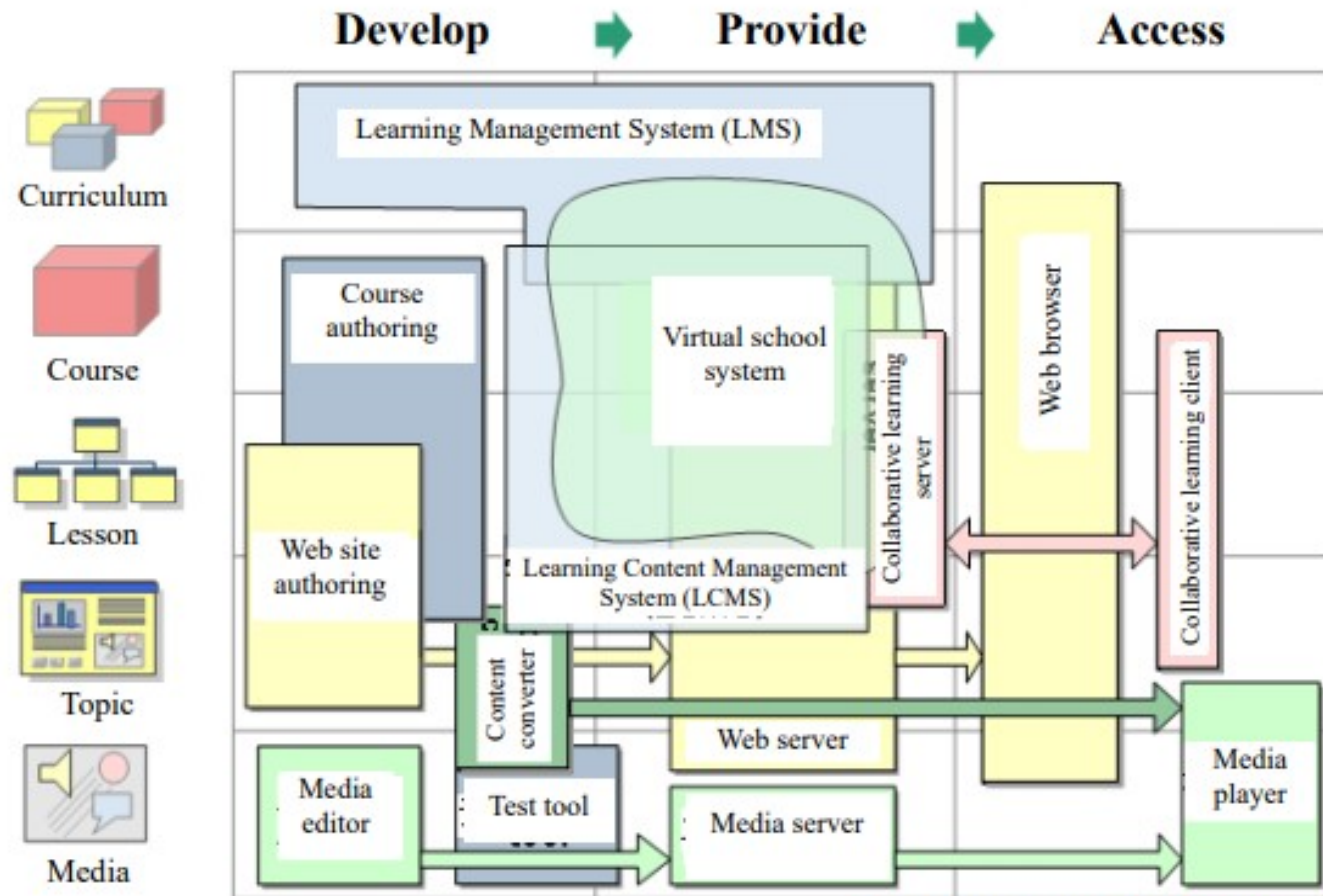 Develop
Provide
Access
Curriculum
Learning Management System (LMS)
Course
Course
authoring
Virtual school
system
Web browser
Collaborative learning
server
Collaborative learning client
Lesson
Web site
authoring
Learning Content Management
System (LCMS)
Topic
Content
converter
Web server
Media
Media
editor
Test tool
Media server
Media
player